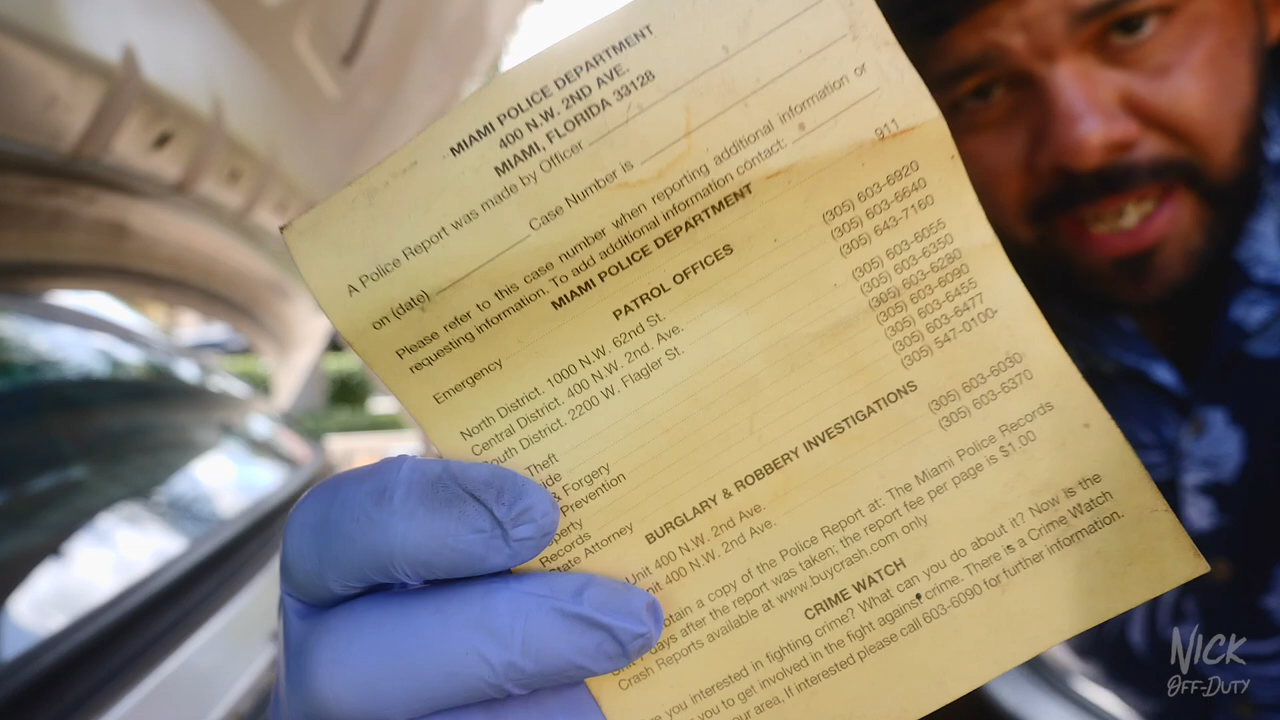 MIAMI POLICE DEPARTMENT
400 N.W. 2ND AVE.
MIAMI, FLORIDA 33128
A Police Report was made by Officer
on (date) Case Number is
Please refer to this case number when reporting additional information or
requesting information. To add additional information contact:
MIAMI POLICE DEPARTMENT
Emergency 911
PATROL OFFICES
North District. 1000 N.W. 62nd St. (305) 603-6920
Central District. 400 N.W. 2nd. Ave. (305) 603-6640
South District. 2200 W. Flagler St. (305) 643-7160
Theft (305) 603-6055
ide (305) 603-6350
& Forgery (305) 603-6280
Prevention (305) 603-6090
perty (305) 603-6455
Records (305) 603-6477
State Attorney (305) 547-0100
BURGLARY & ROBBERY INVESTIGATIONS
Unit 400 N.W. 2nd Ave. (305) 603-6030
Unit 400 N.W. 2nd Ave. (305) 603-6370
obtain a copy of the Police Report at: The Miami Police Records
Unit days after the report was taken; the report fee per page is $1.00
Crash Reports available at www.buycrash.com only
CRIME WATCH
you interested in fighting crime? What can you do about it? Now is the
for you to get involved in the fight against crime. There is a Crime Watch
our area. If interested please call 603-6090 for further information.
NICK
OFF-DUTY